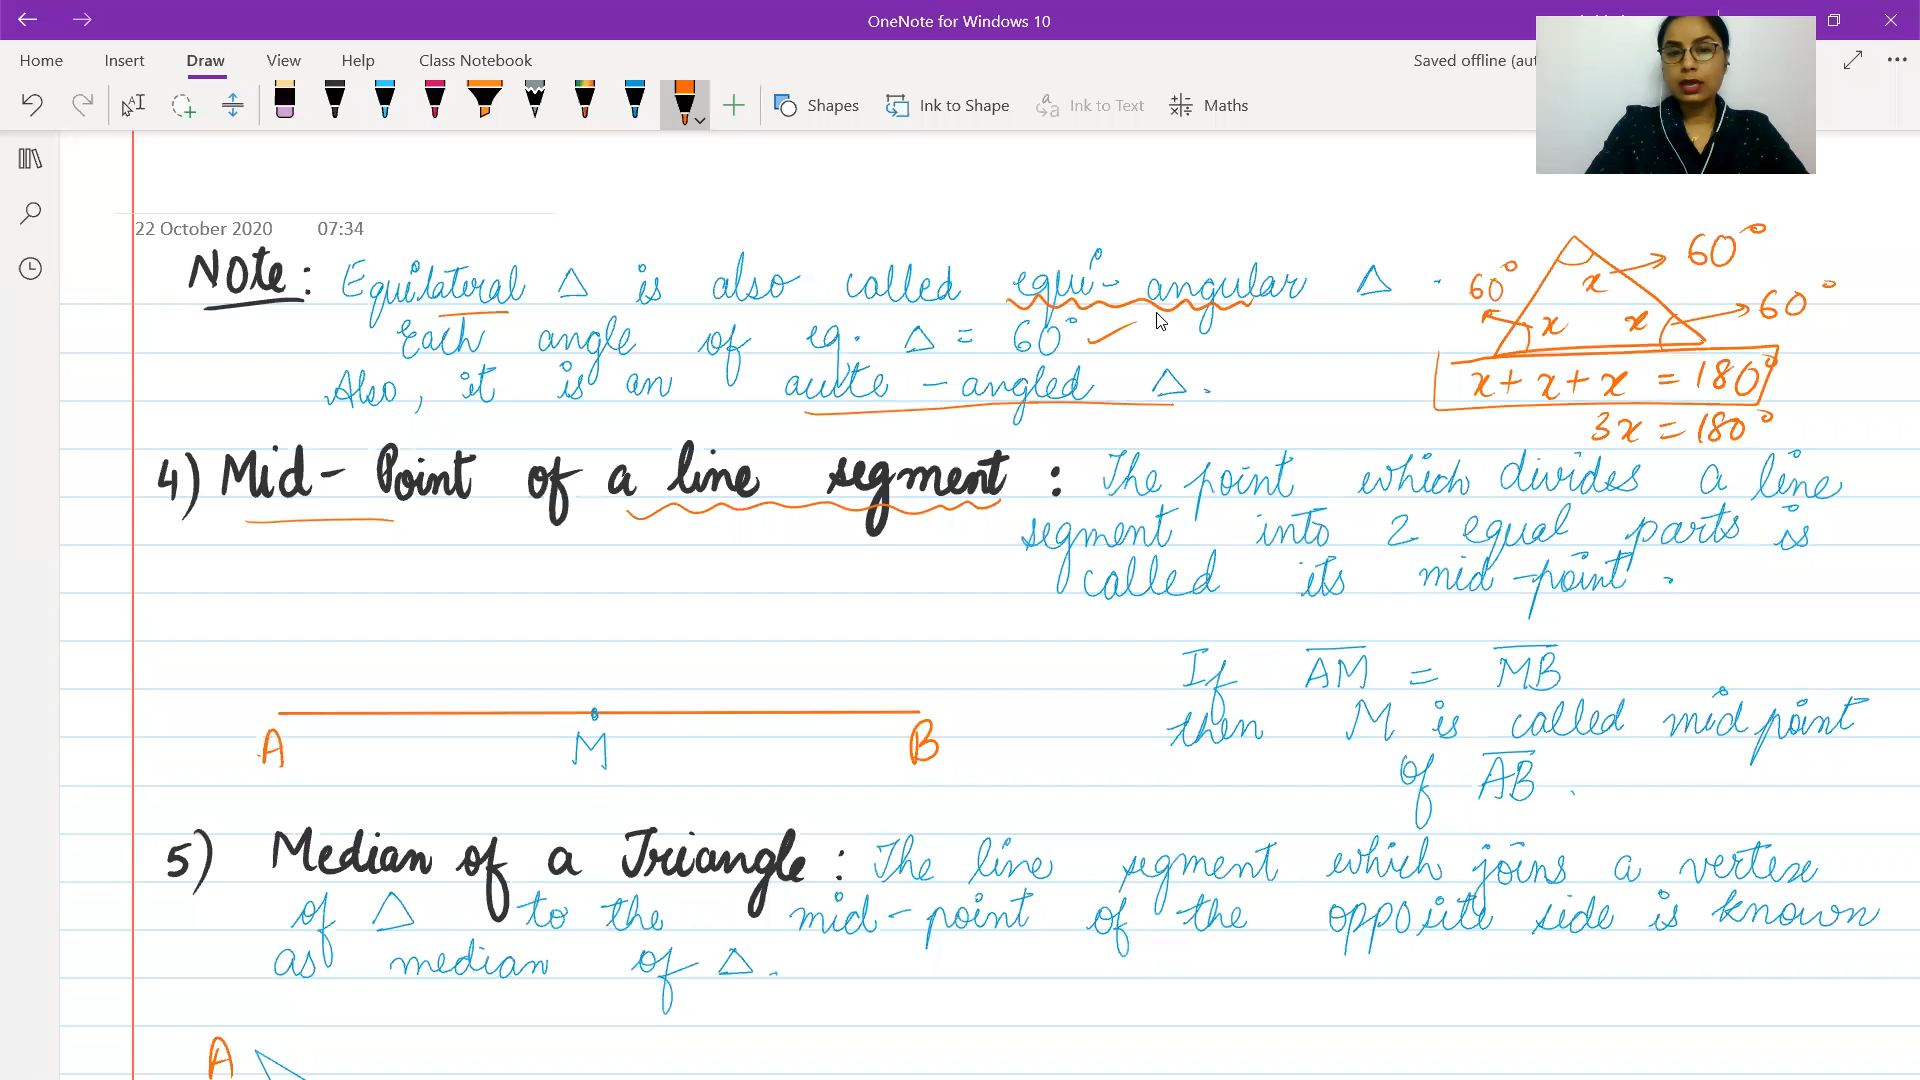 OneNote for Windows 10
Home Insert Draw View Help Class Notebook
Saved offline (aut
Shapes Ink to Shape Ink to Text Maths
22 October 2020 07:34
Note: Equilateral △ is also called equi-angular △.
Each angle of eq. △ = 60°
Also, it is an acute-angled △.
60° x 60°
x x 60°
x + x + x = 180°
3x = 180°
4) Mid-Point of a line segment : The point which divides a line
segment into 2 equal parts is
called its mid-point.
If A̅M̅ = M̅B̅
then M is called midpoint
of A̅B̅.
A M B
5) Median of a Triangle : The line segment which joins a vertex
of △ to the mid-point of the opposite side is known
as median of △.
A